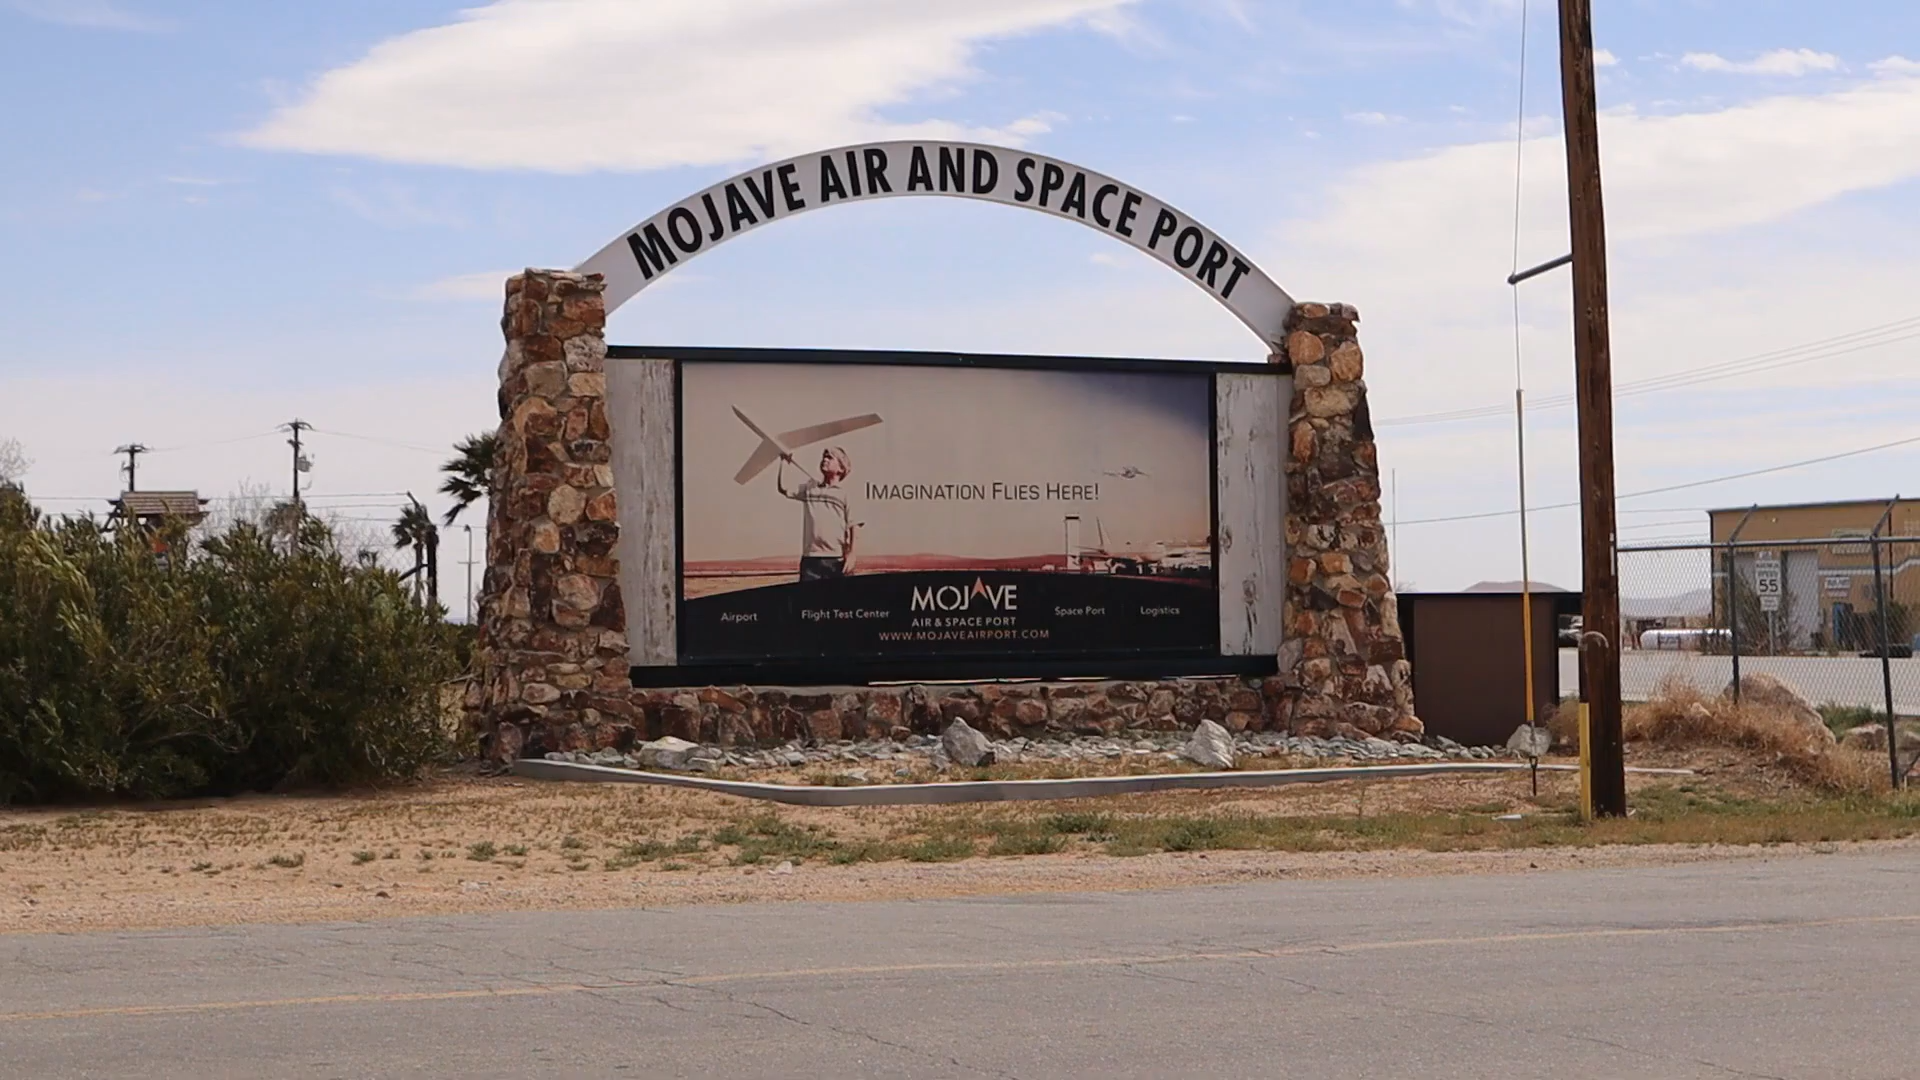 MOJAVE AIR AND SPACE PORT
IMAGINATION FLIES HERE!
Airport
Flight Test Center
MOJAVE
AIR & SPACE PORT
WWW.MOJAVEAIRPORT.COM
Space Port
Logistics
SPEED
55